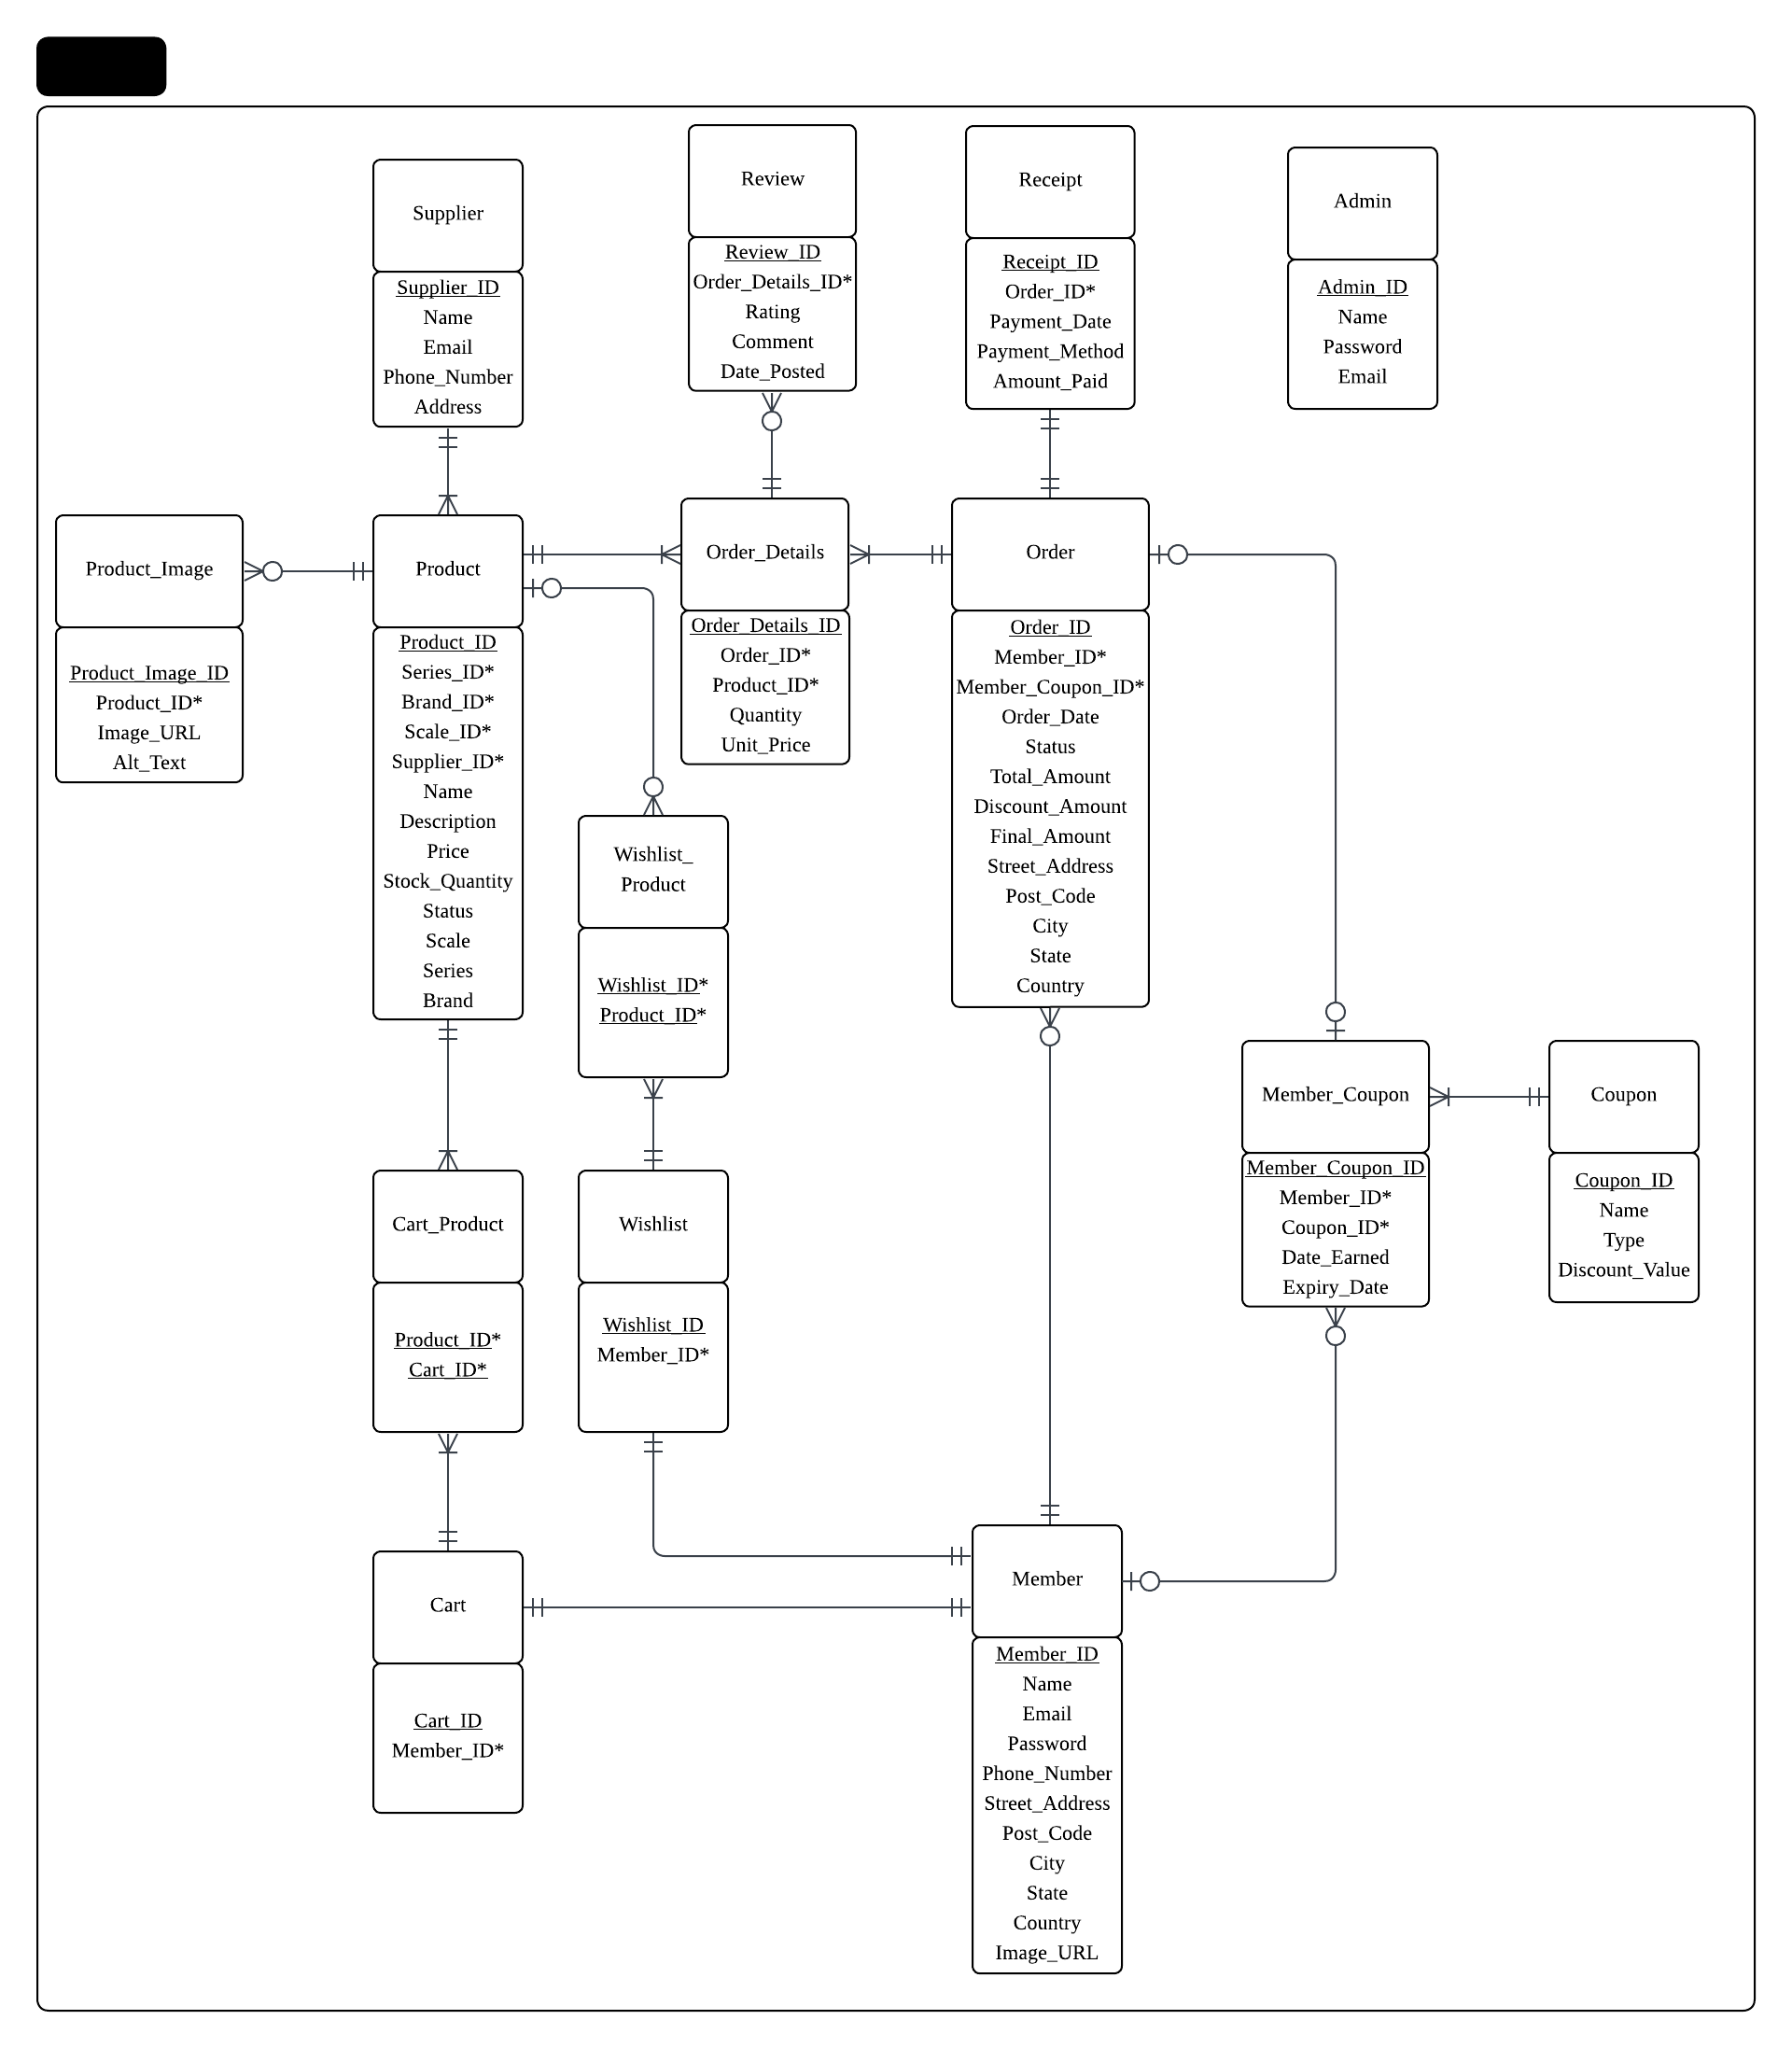 Supplier
Supplier_ID
Name
Email
Phone_Number
Address
Review
Review_ID
Order_Details_ID*
Rating
Comment
Date_Posted
Receipt
Receipt_ID
Order_ID*
Payment_Date
Payment_Method
Amount_Paid
Admin
Admin_ID
Name
Password
Email
Product_Image
Product_Image_ID
Product_ID*
Image_URL
Alt_Text
Product
Product_ID
Series_ID*
Brand_ID*
Scale_ID*
Supplier_ID*
Name
Description
Price
Stock_Quantity
Status
Scale
Series
Brand
Order_Details
Order_Details_ID
Order_ID*
Product_ID*
Quantity
Unit_Price
Order
Order_ID
Member_ID*
Member_Coupon_ID*
Order_Date
Status
Total_Amount
Discount_Amount
Final_Amount
Street_Address
Post_Code
City
State
Country
Wishlist_
Product
Wishlist_ID*
Product_ID*
Member_Coupon
Member_Coupon_ID
Member_ID*
Coupon_ID*
Date_Earned
Expiry_Date
Coupon
Coupon_ID
Name
Type
Discount_Value
Cart_Product
Product_ID*
Cart_ID*
Wishlist
Wishlist_ID
Member_ID*
Cart
Cart_ID
Member_ID*
Member
Member_ID
Name
Email
Password
Phone_Number
Street_Address
Post_Code
City
State
Country
Image_URL